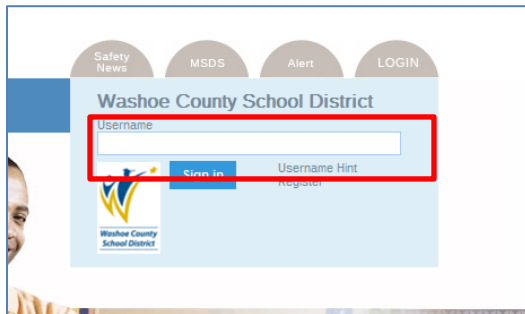 Safety
News
MSDS
Alert
LOGIN
Washoe County School District
Username
Sign in
Username Hint
Register
Washoe County
School District